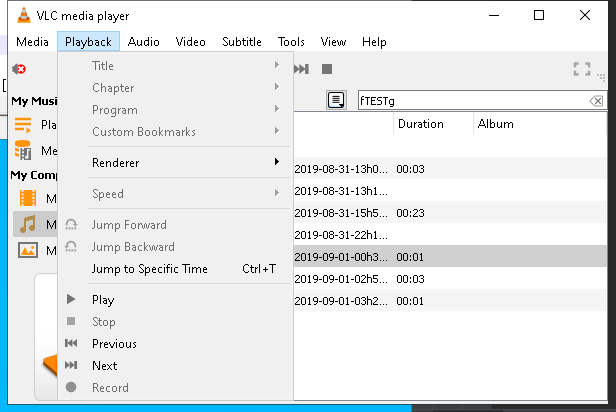 VLC media player
Media Playback Audio Video Subtitle Tools View Help
Title
Chapter
Program
Custom Bookmarks
Renderer
Speed
Jump Forward
Jump Backward
Jump to Specific Time Ctrl+T
Play
Stop
Previous
Next
Record
My Musi
Pla
Me
My Comp
M
M
M
[
fTESTg
Duration Album
2019-08-31-13h0... 00:03
2019-08-31-13h1...
2019-08-31-15h5... 00:23
2019-08-31-22h1...
2019-09-01-00h3... 00:01
2019-09-01-02h5... 00:03
2019-09-01-03h2... 00:01